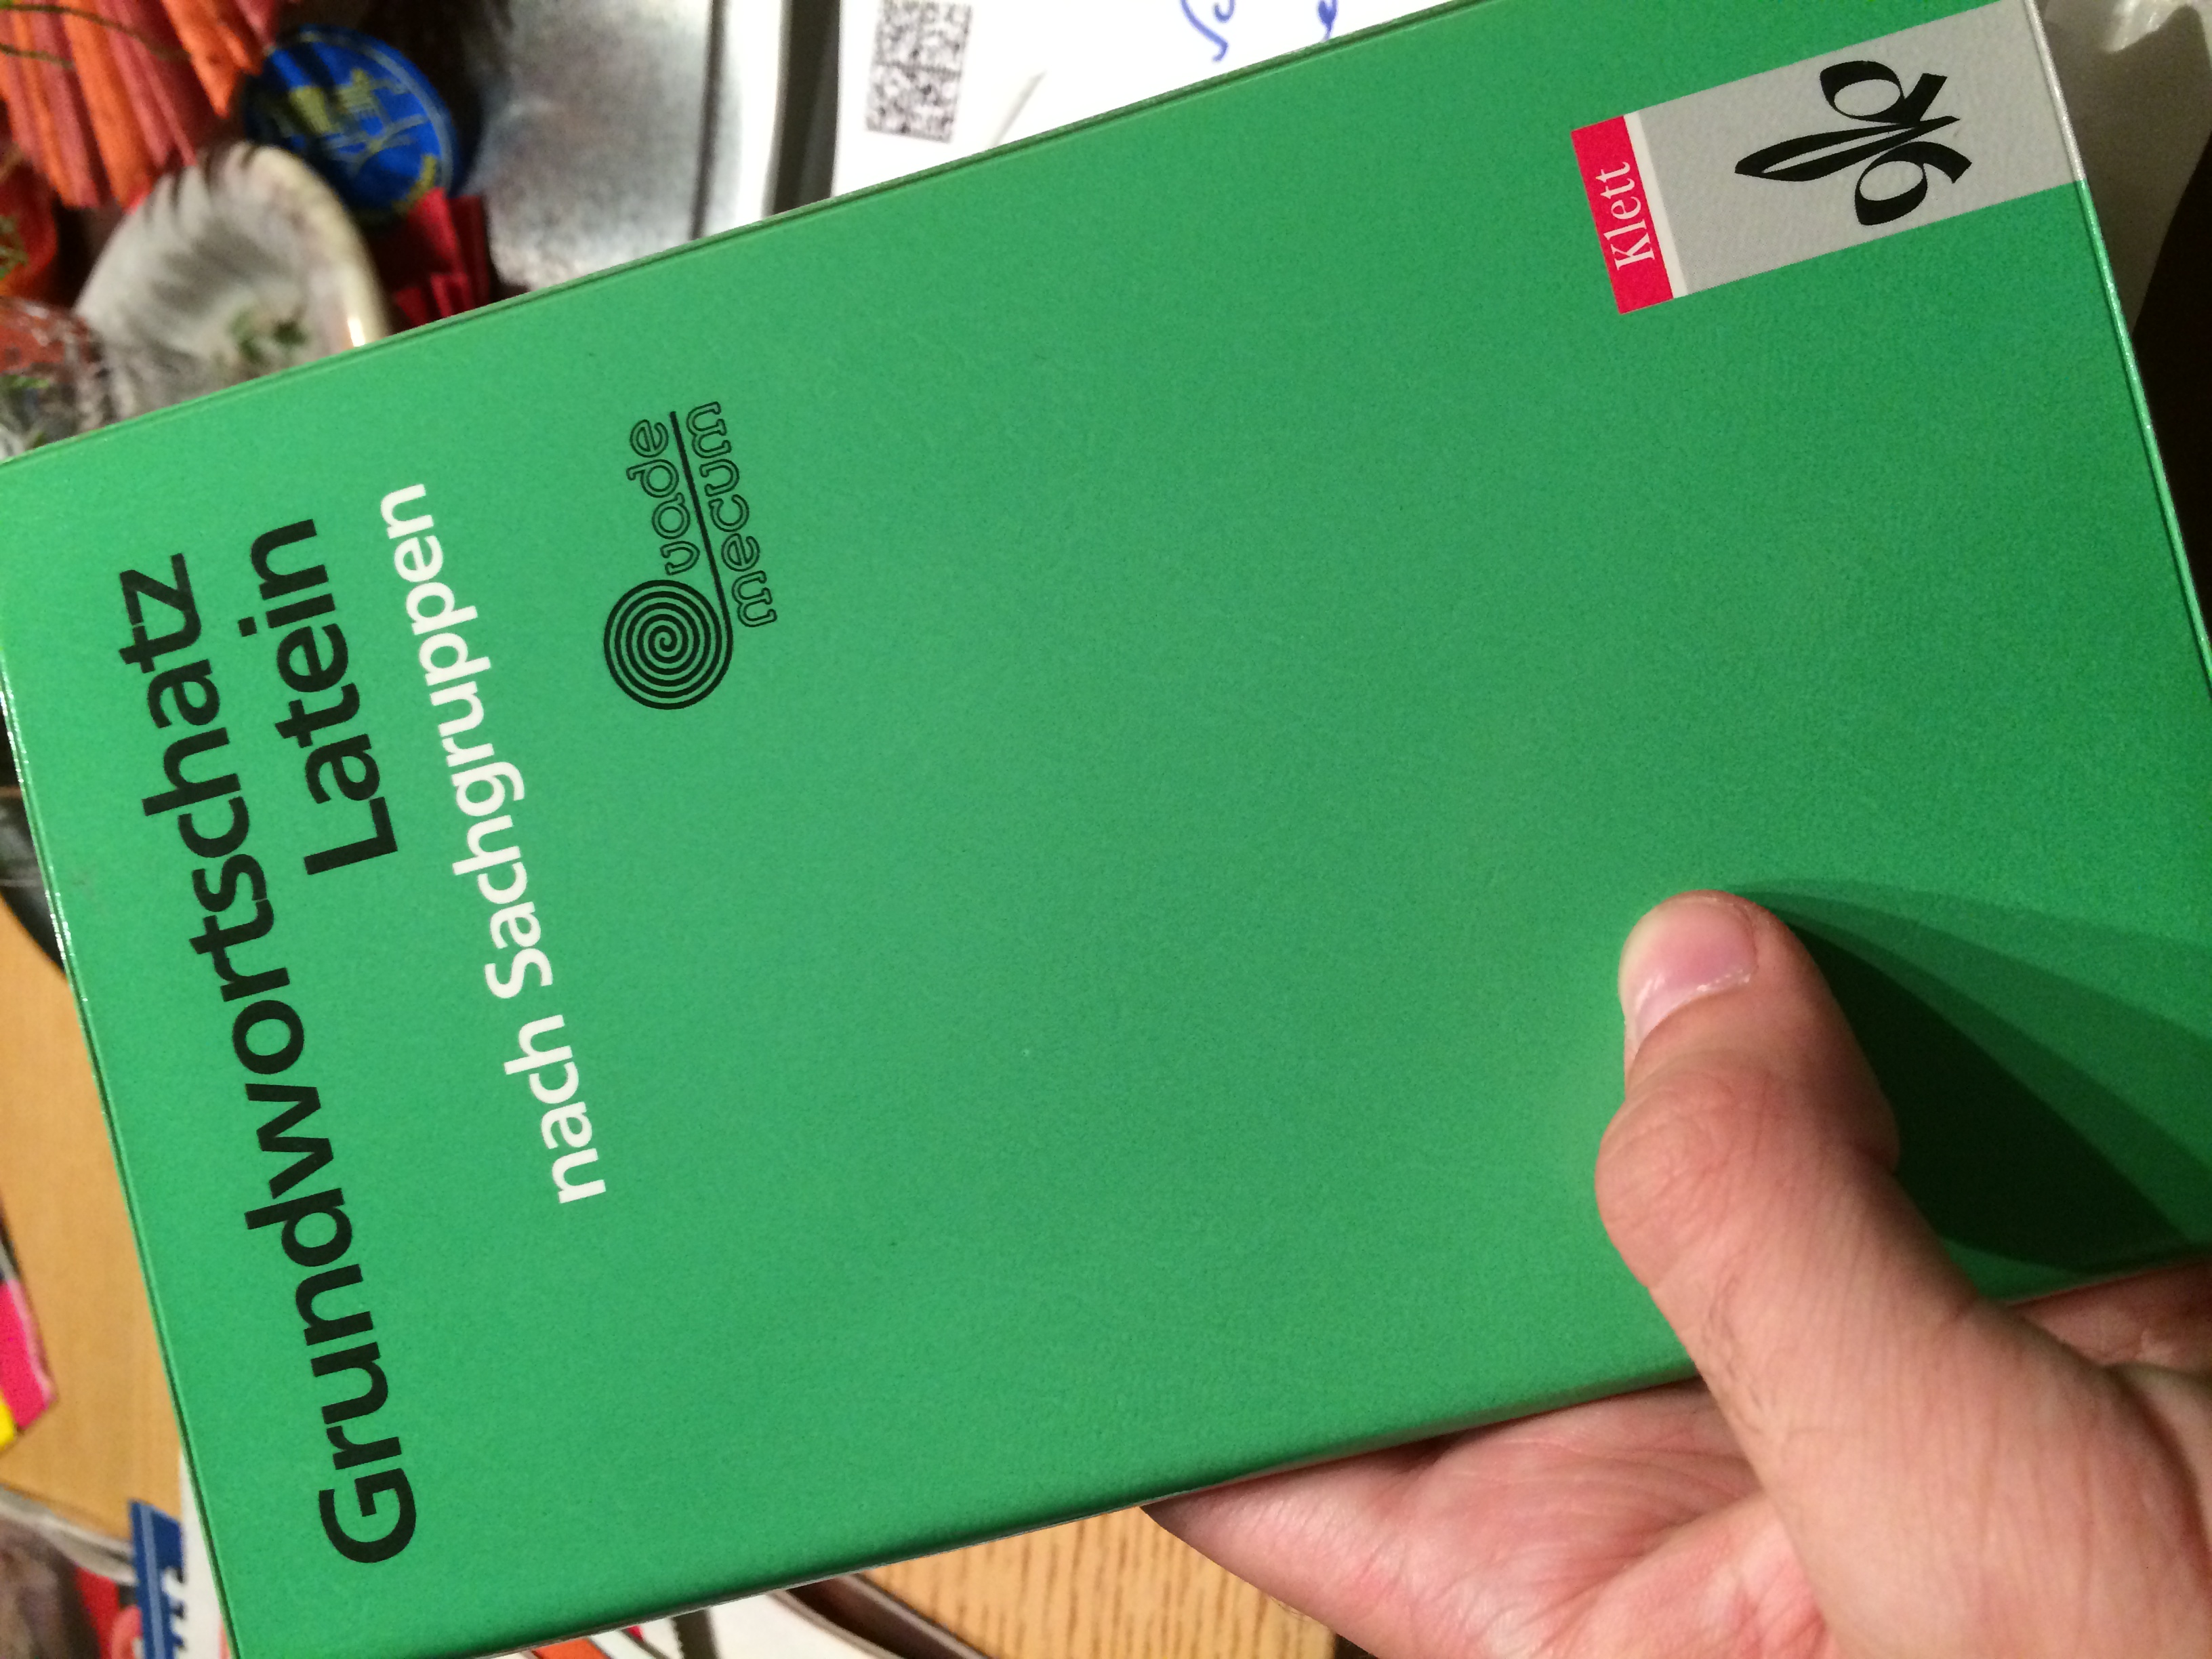 Grundwortschatz
Latein
nach Sachgruppen
vade
mecum
Klett